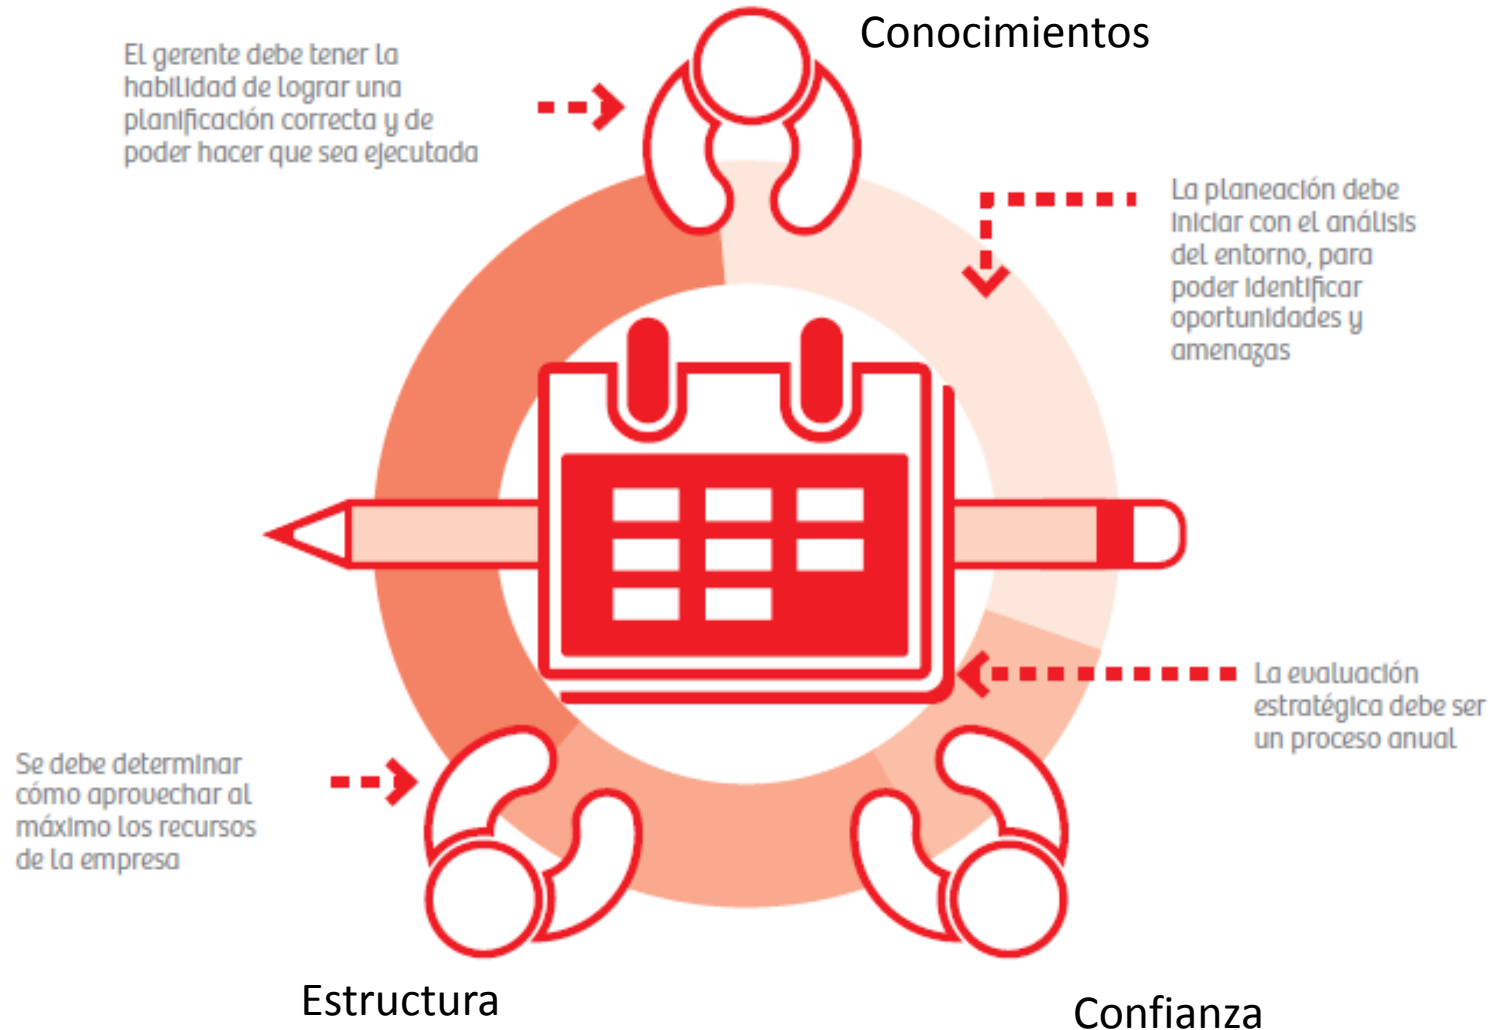 Conocimientos
El gerente debe tener la
habilidad de lograr una
planificación correcta y de
poder hacer que sea ejecutada
La planeación debe
iniciar con el análisis
del entorno, para
poder identificar
oportunidades y
amenazas
La evaluación
estratégica debe ser
un proceso anual
Se debe determinar
cómo aprovechar al
máximo los recursos
de la empresa
Estructura
Confianza